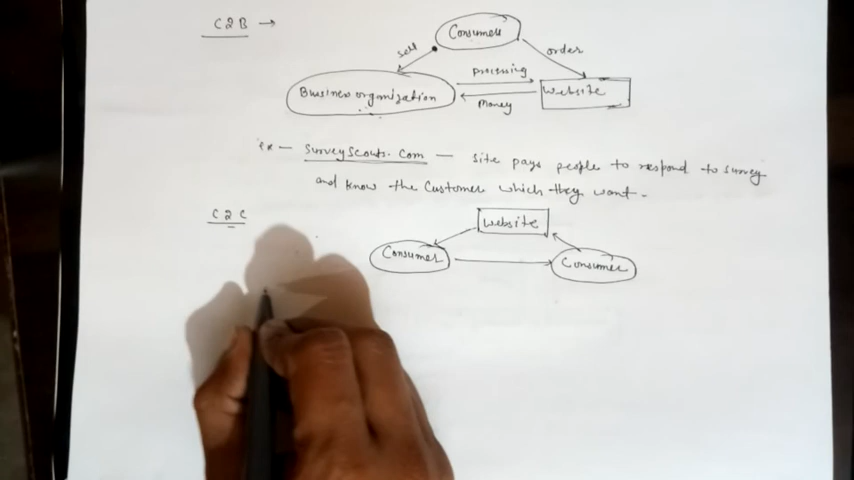 C2B →
Consumers
sell
order
Business organization
processing
money
Website
ex - SurveyScouts.com - site pays people to respond to survey
and know the Customer which they want.
C2C
Website
Consumer
Consumer